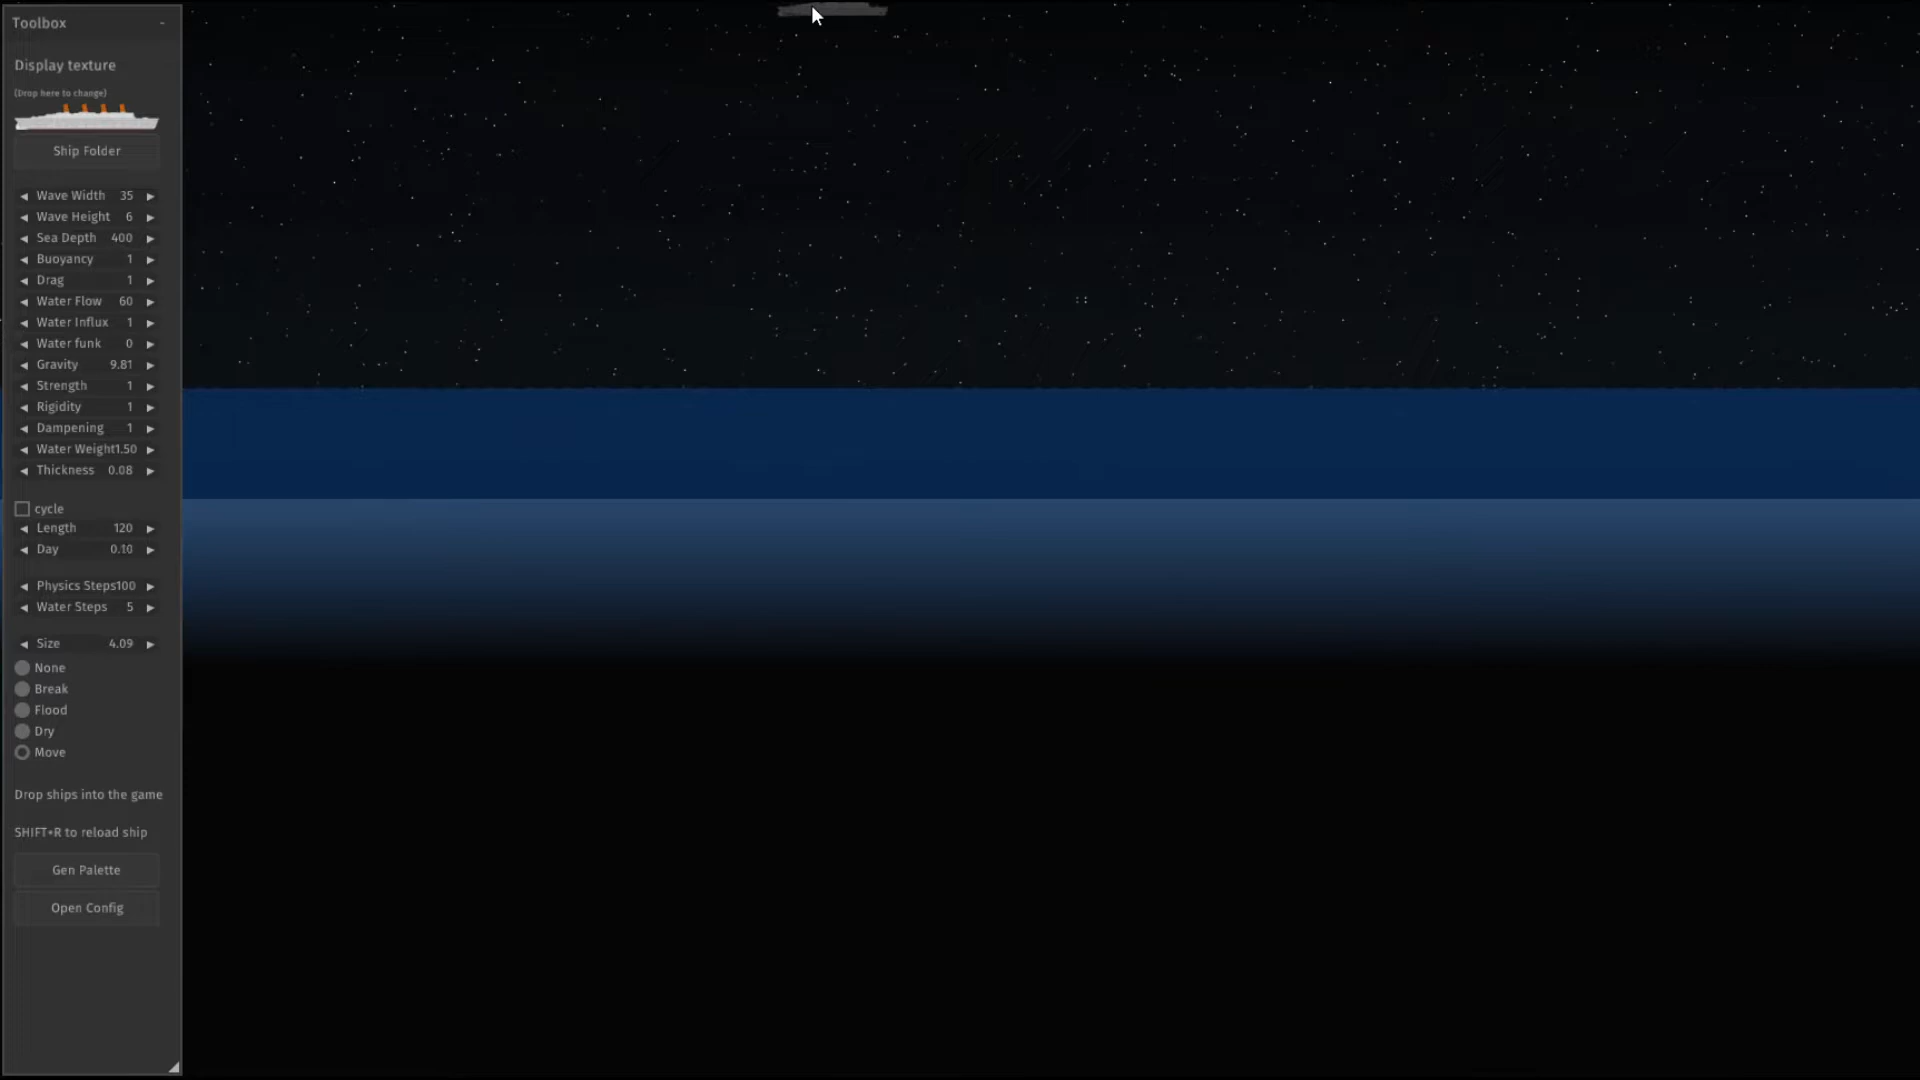 Toolbox -
Display texture
(Drop here to change)
Ship Folder
◀ Wave Width 35 ▶
◀ Wave Height 6 ▶
◀ Sea Depth 400 ▶
◀ Buoyancy 1 ▶
◀ Drag 1 ▶
◀ Water Flow 60 ▶
◀ Water Influx 1 ▶
◀ Water funk 0 ▶
◀ Gravity 9.81 ▶
◀ Strength 1 ▶
◀ Rigidity 1 ▶
◀ Dampening 1 ▶
◀ Water Weight1.50 ▶
◀ Thickness 0.08 ▶
cycle
◀ Length 120 ▶
◀ Day 0.10 ▶
◀ Physics Steps100 ▶
◀ Water Steps 5 ▶
◀ Size 4.09 ▶
None
Break
Flood
Dry
Move
Drop ships into the game
SHIFT+R to reload ship
Gen Palette
Open Config